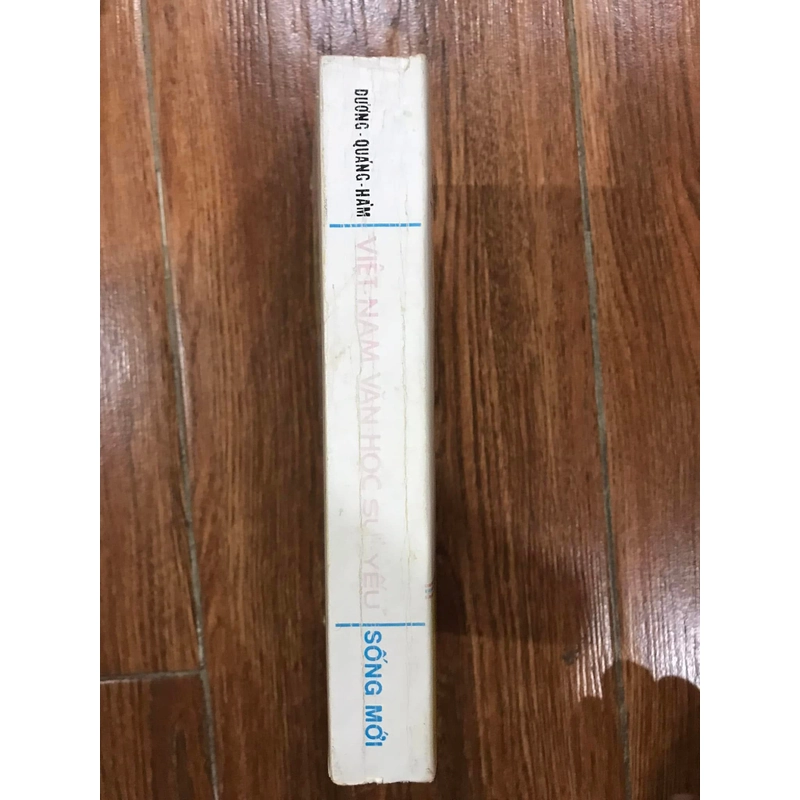 DƯƠNG - QUẢNG - HÀM
VIỆT-NAM VĂN HỌC SỬ YẾU
SỐNG MỚI